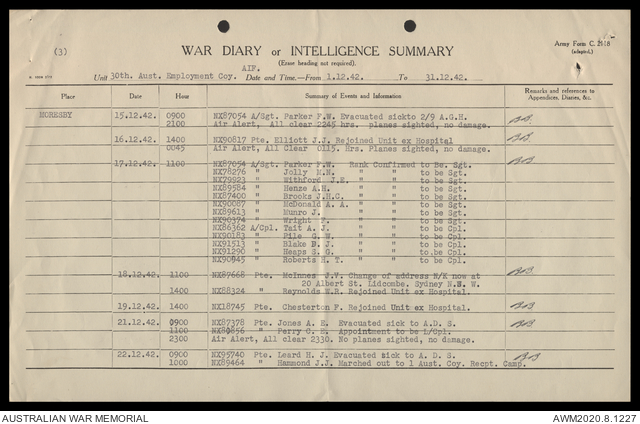 (3)
WAR DIARY or INTELLIGENCE SUMMARY
(Erase heading not required).
Army Form C. 2118
(adapted.)
AIF.
Unit 30th. Aust. Employment Coy. Date and Time.—From 1.12.42. To 31.12.42.
Place Date Hour Summary of Events and Information Remarks and references to Appendices, Diaries, &c.
MORESBY 15.12.42. 0900 NX87054 A/Sgt. Parker F.W. Evacuated sickto 2/9 A.G.H.
2100 Air Alert, All clear 2245 hrs. planes sighted, no damage.
16.12.42. 1400 NX90817 Pte. Elliott J.J. Rejoined Unit ex Hospital
0045 Air Alert, All Clear 0115. Hrs. Planes sighted, no damage.
17.12.42. 1100 NX87054 A/Sgt. Parker F.W. Rank Confirmed to Be. Sgt.
NX78276 " Jolly M.N. " " to be Sgt.
NX79923 " Withford J.E. " " to be Sgt.
NX89584 " Henze A.H. " " to be Sgt.
NX87400 " Brooks J.H.C. " " to be Sgt.
NX90087 " McDonald A. A. " " to be Sgt.
NX89613 " Munro J. " " to be Sgt.
NX90374 " Wright F. " " to be Sgt.
NX86362 A/Cpl. Tait A. J. " " to be Cpl.
NX90183 " Pile G. W. " " to be Cpl.
NX91513 " Blake D. J. " " to be Cpl.
NX91290 " Heaps S. G. " " to be Cpl.
NX90845 " Roberts H. T. " " to be Cpl.
18.12.42. 1100 NX87668 Pte. McInnes J.V. Change of address N/K now at
20 Albert St. Lidcombe. Sydney N.S. W.
1400 NX88324 " Reynolds W.R. Rejoined Unit ex Hospital.
19.12.42. 1400 NX18745 Pte. Chesterton F. Rejoined Unit ex Hospital.
21.12.42. 0900 NX87378 Pte. Jones A. E. Evacuated sick to A.D. S.
1100 NX80856 " Perry C. E. Appointment to be L/Cpl.
2300 Air Alert, All clear 2330. No planes sighted, no damage.
22.12.42. 0900 NX95740 Pte. Leard H. J. Evacuated sick to A. D. S.
1000 NX89464 " Hammond J.J. Marched out to 1 Aust. Coy. Recpt. Camp.
AUSTRALIAN WAR MEMORIAL
AWM2020.8.1227